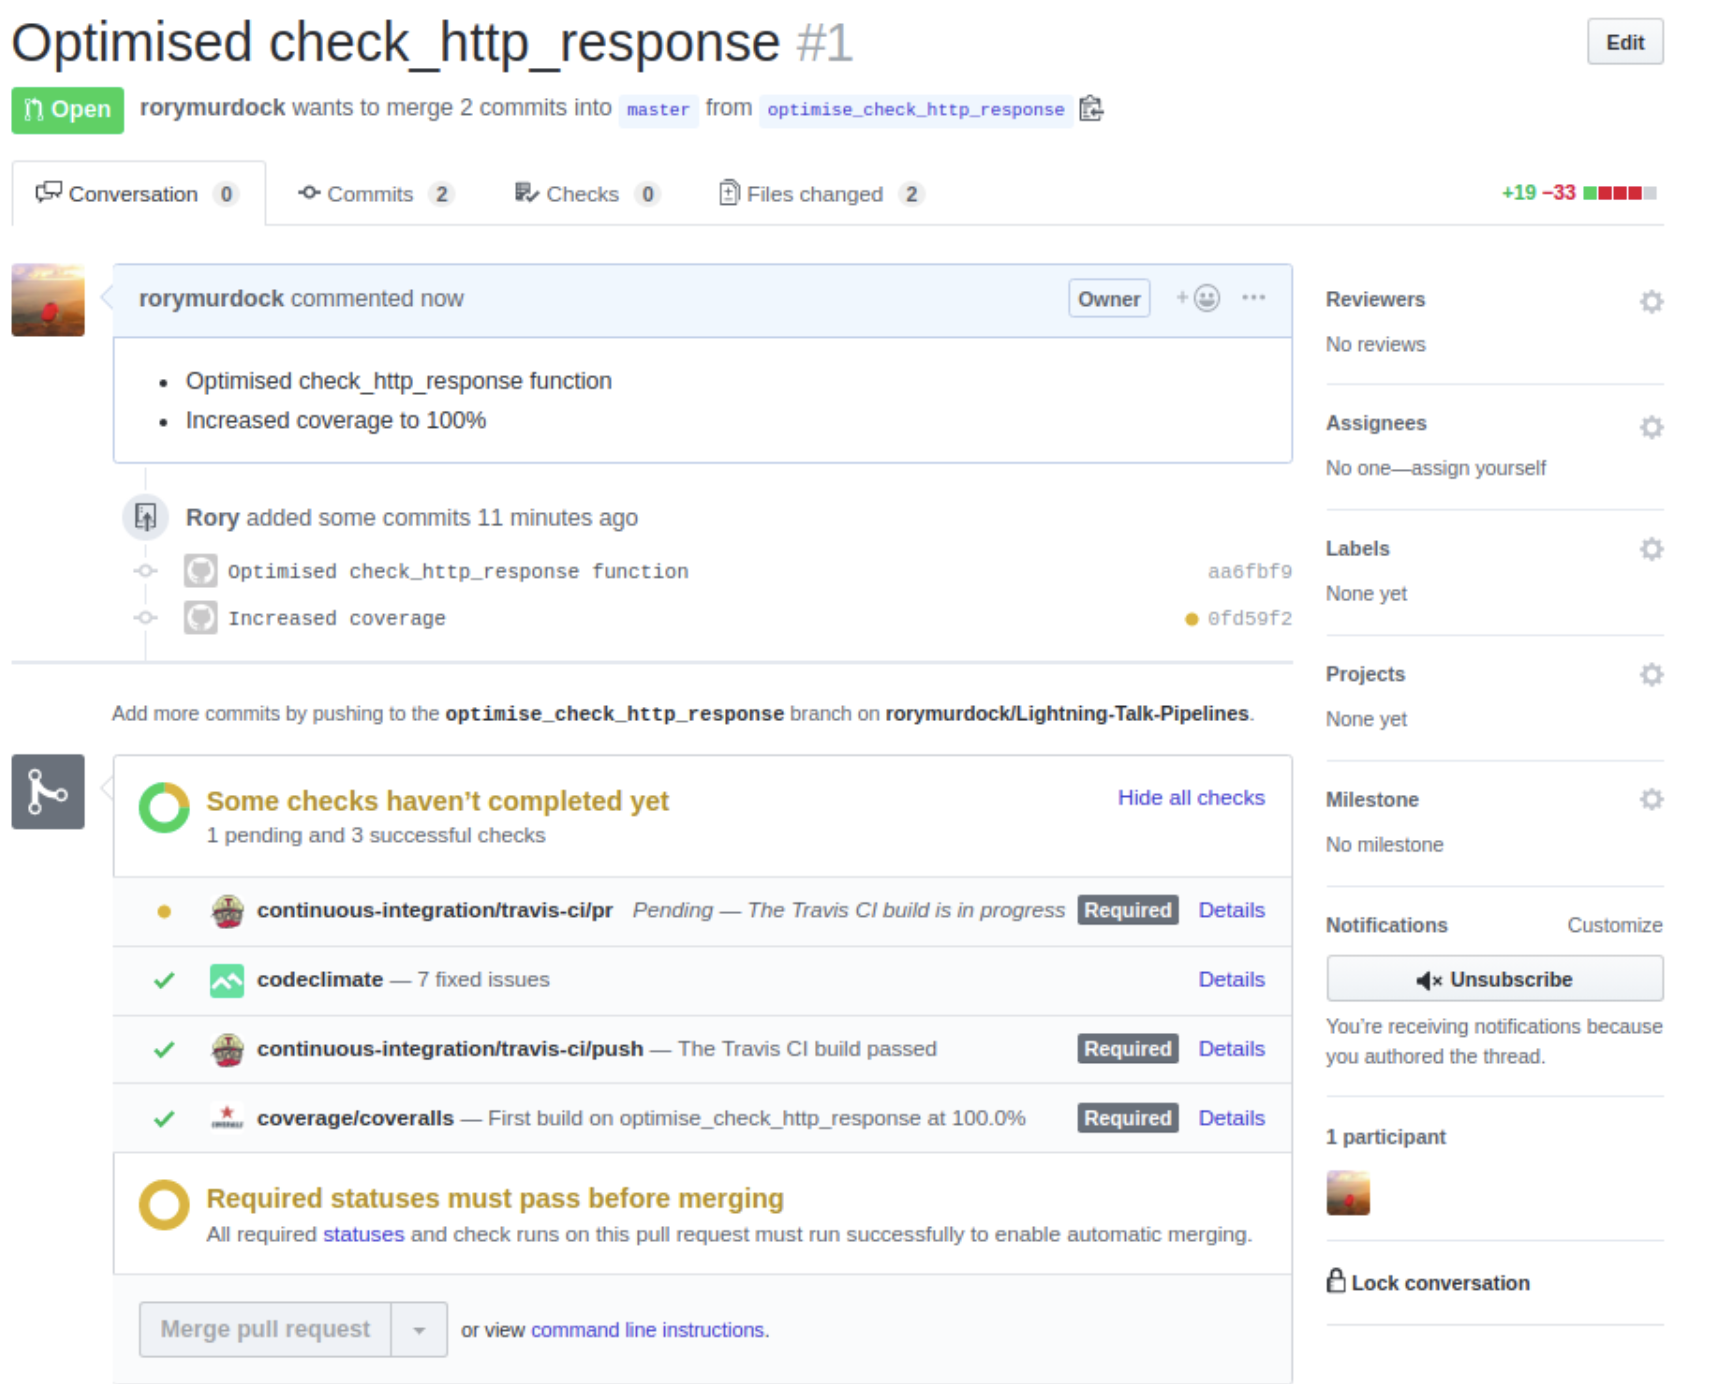 Optimised check_http_response #1
Edit
Open
rorymurdock wants to merge 2 commits into master from optimise_check_http_response
Conversation 0
Commits 2
Checks 0
Files changed 2
+19 −33
rorymurdock commented now
Owner
Optimised check_http_response function
Increased coverage to 100%
Rory added some commits 11 minutes ago
Optimised check_http_response function aa6fbf9
Increased coverage 0fd59f2
Add more commits by pushing to the optimise_check_http_response branch on rorymurdock/Lightning-Talk-Pipelines.
Some checks haven’t completed yet
Hide all checks
1 pending and 3 successful checks
continuous-integration/travis-ci/pr Pending — The Travis CI build is in progress Required Details
codeclimate — 7 fixed issues Details
continuous-integration/travis-ci/push — The Travis CI build passed Required Details
coverage/coveralls — First build on optimise_check_http_response at 100.0% Required Details
Required statuses must pass before merging
All required statuses and check runs on this pull request must run successfully to enable automatic merging.
Merge pull request
or view command line instructions.
Reviewers
No reviews
Assignees
No one—assign yourself
Labels
None yet
Projects
None yet
Milestone
No milestone
Notifications
Customize
Unsubscribe
You’re receiving notifications because
you authored the thread.
1 participant
Lock conversation